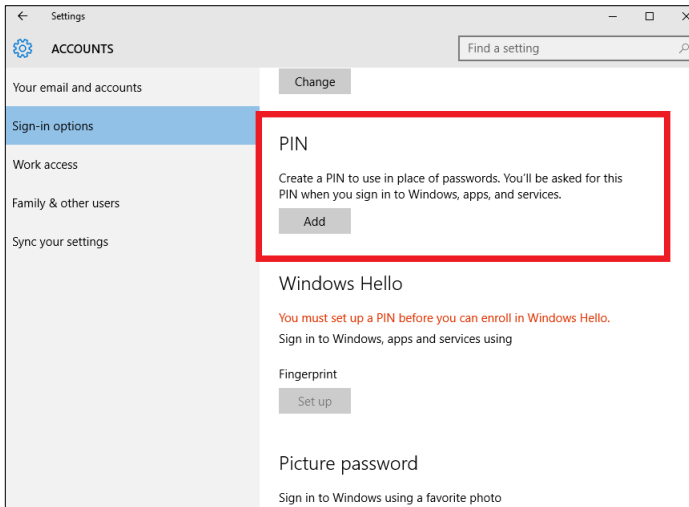 Settings
ACCOUNTS
Find a setting
Your email and accounts
Sign-in options
Work access
Family & other users
Sync your settings
Change
PIN
Create a PIN to use in place of passwords. You'll be asked for this
PIN when you sign in to Windows, apps, and services.
Add
Windows Hello
You must set up a PIN before you can enroll in Windows Hello.
Sign in to Windows, apps and services using
Fingerprint
Set up
Picture password
Sign in to Windows using a favorite photo